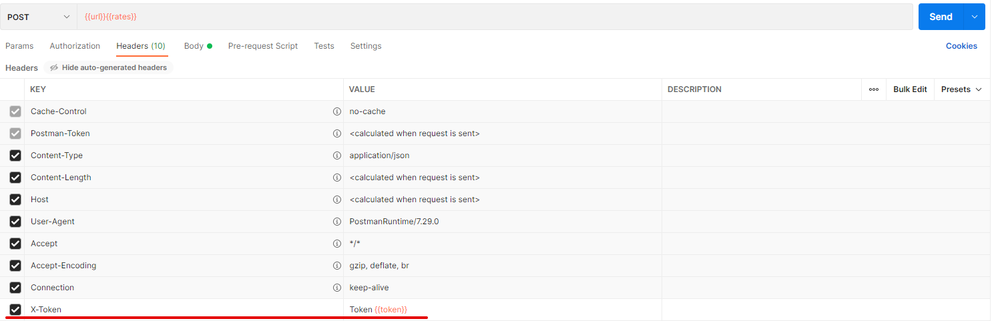 POST {{url}}{{rates}} Send
Params Authorization Headers (10) Body Pre-request Script Tests Settings Cookies
Headers Hide auto-generated headers
KEY VALUE DESCRIPTION Bulk Edit Presets
Cache-Control no-cache
Postman-Token <calculated when request is sent>
Content-Type application/json
Content-Length <calculated when request is sent>
Host <calculated when request is sent>
User-Agent PostmanRuntime/7.29.0
Accept */*
Accept-Encoding gzip, deflate, br
Connection keep-alive
X-Token Token {{token}}